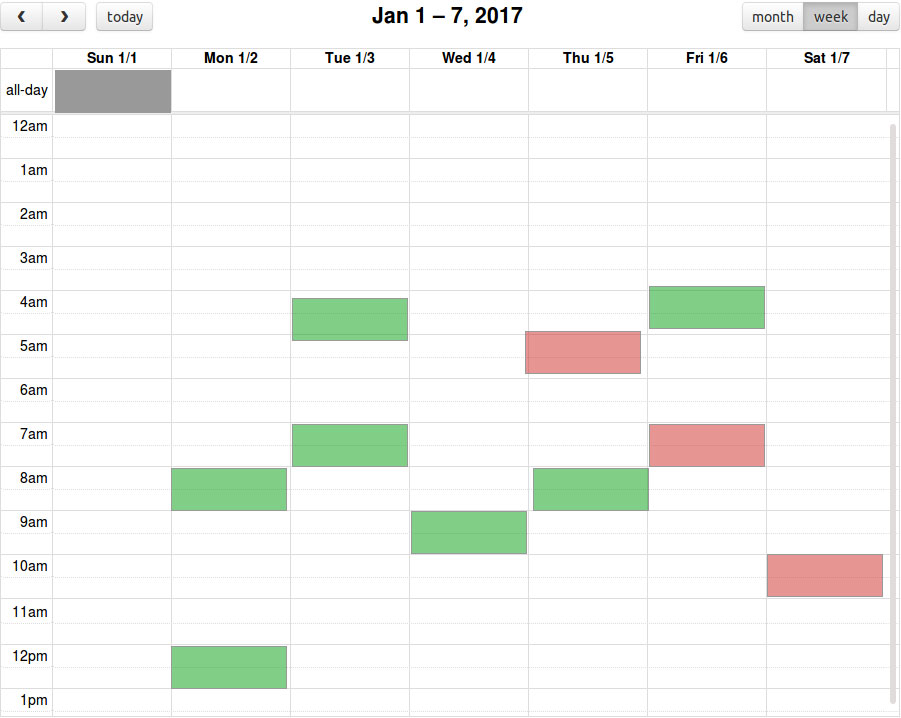 today
Jan 1 – 7, 2017
month week day
Sun 1/1 Mon 1/2 Tue 1/3 Wed 1/4 Thu 1/5 Fri 1/6 Sat 1/7
all-day
12am
1am
2am
3am
4am
5am
6am
7am
8am
9am
10am
11am
12pm
1pm